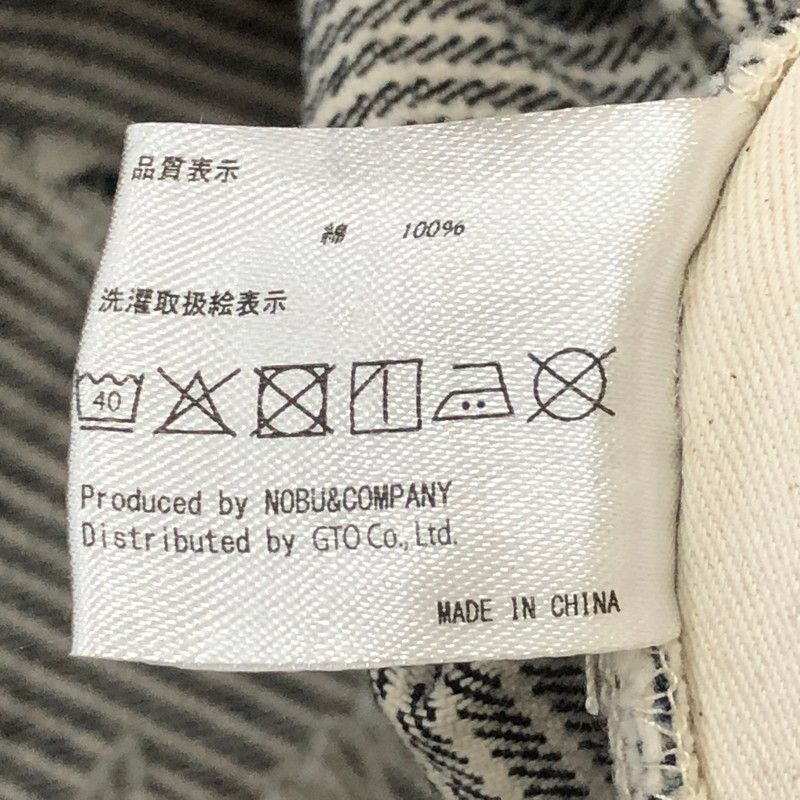 品質表示
綿 100%
洗濯取扱絵表示
40
Produced by NOBU&COMPANY
Distributed by GTO Co., Ltd.
MADE IN CHINA